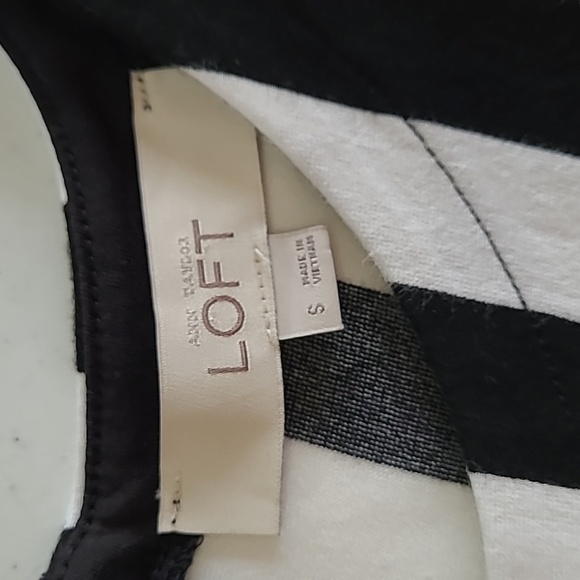 ANN TAYLOR
LOFT
MADE IN
VIETNAM
S